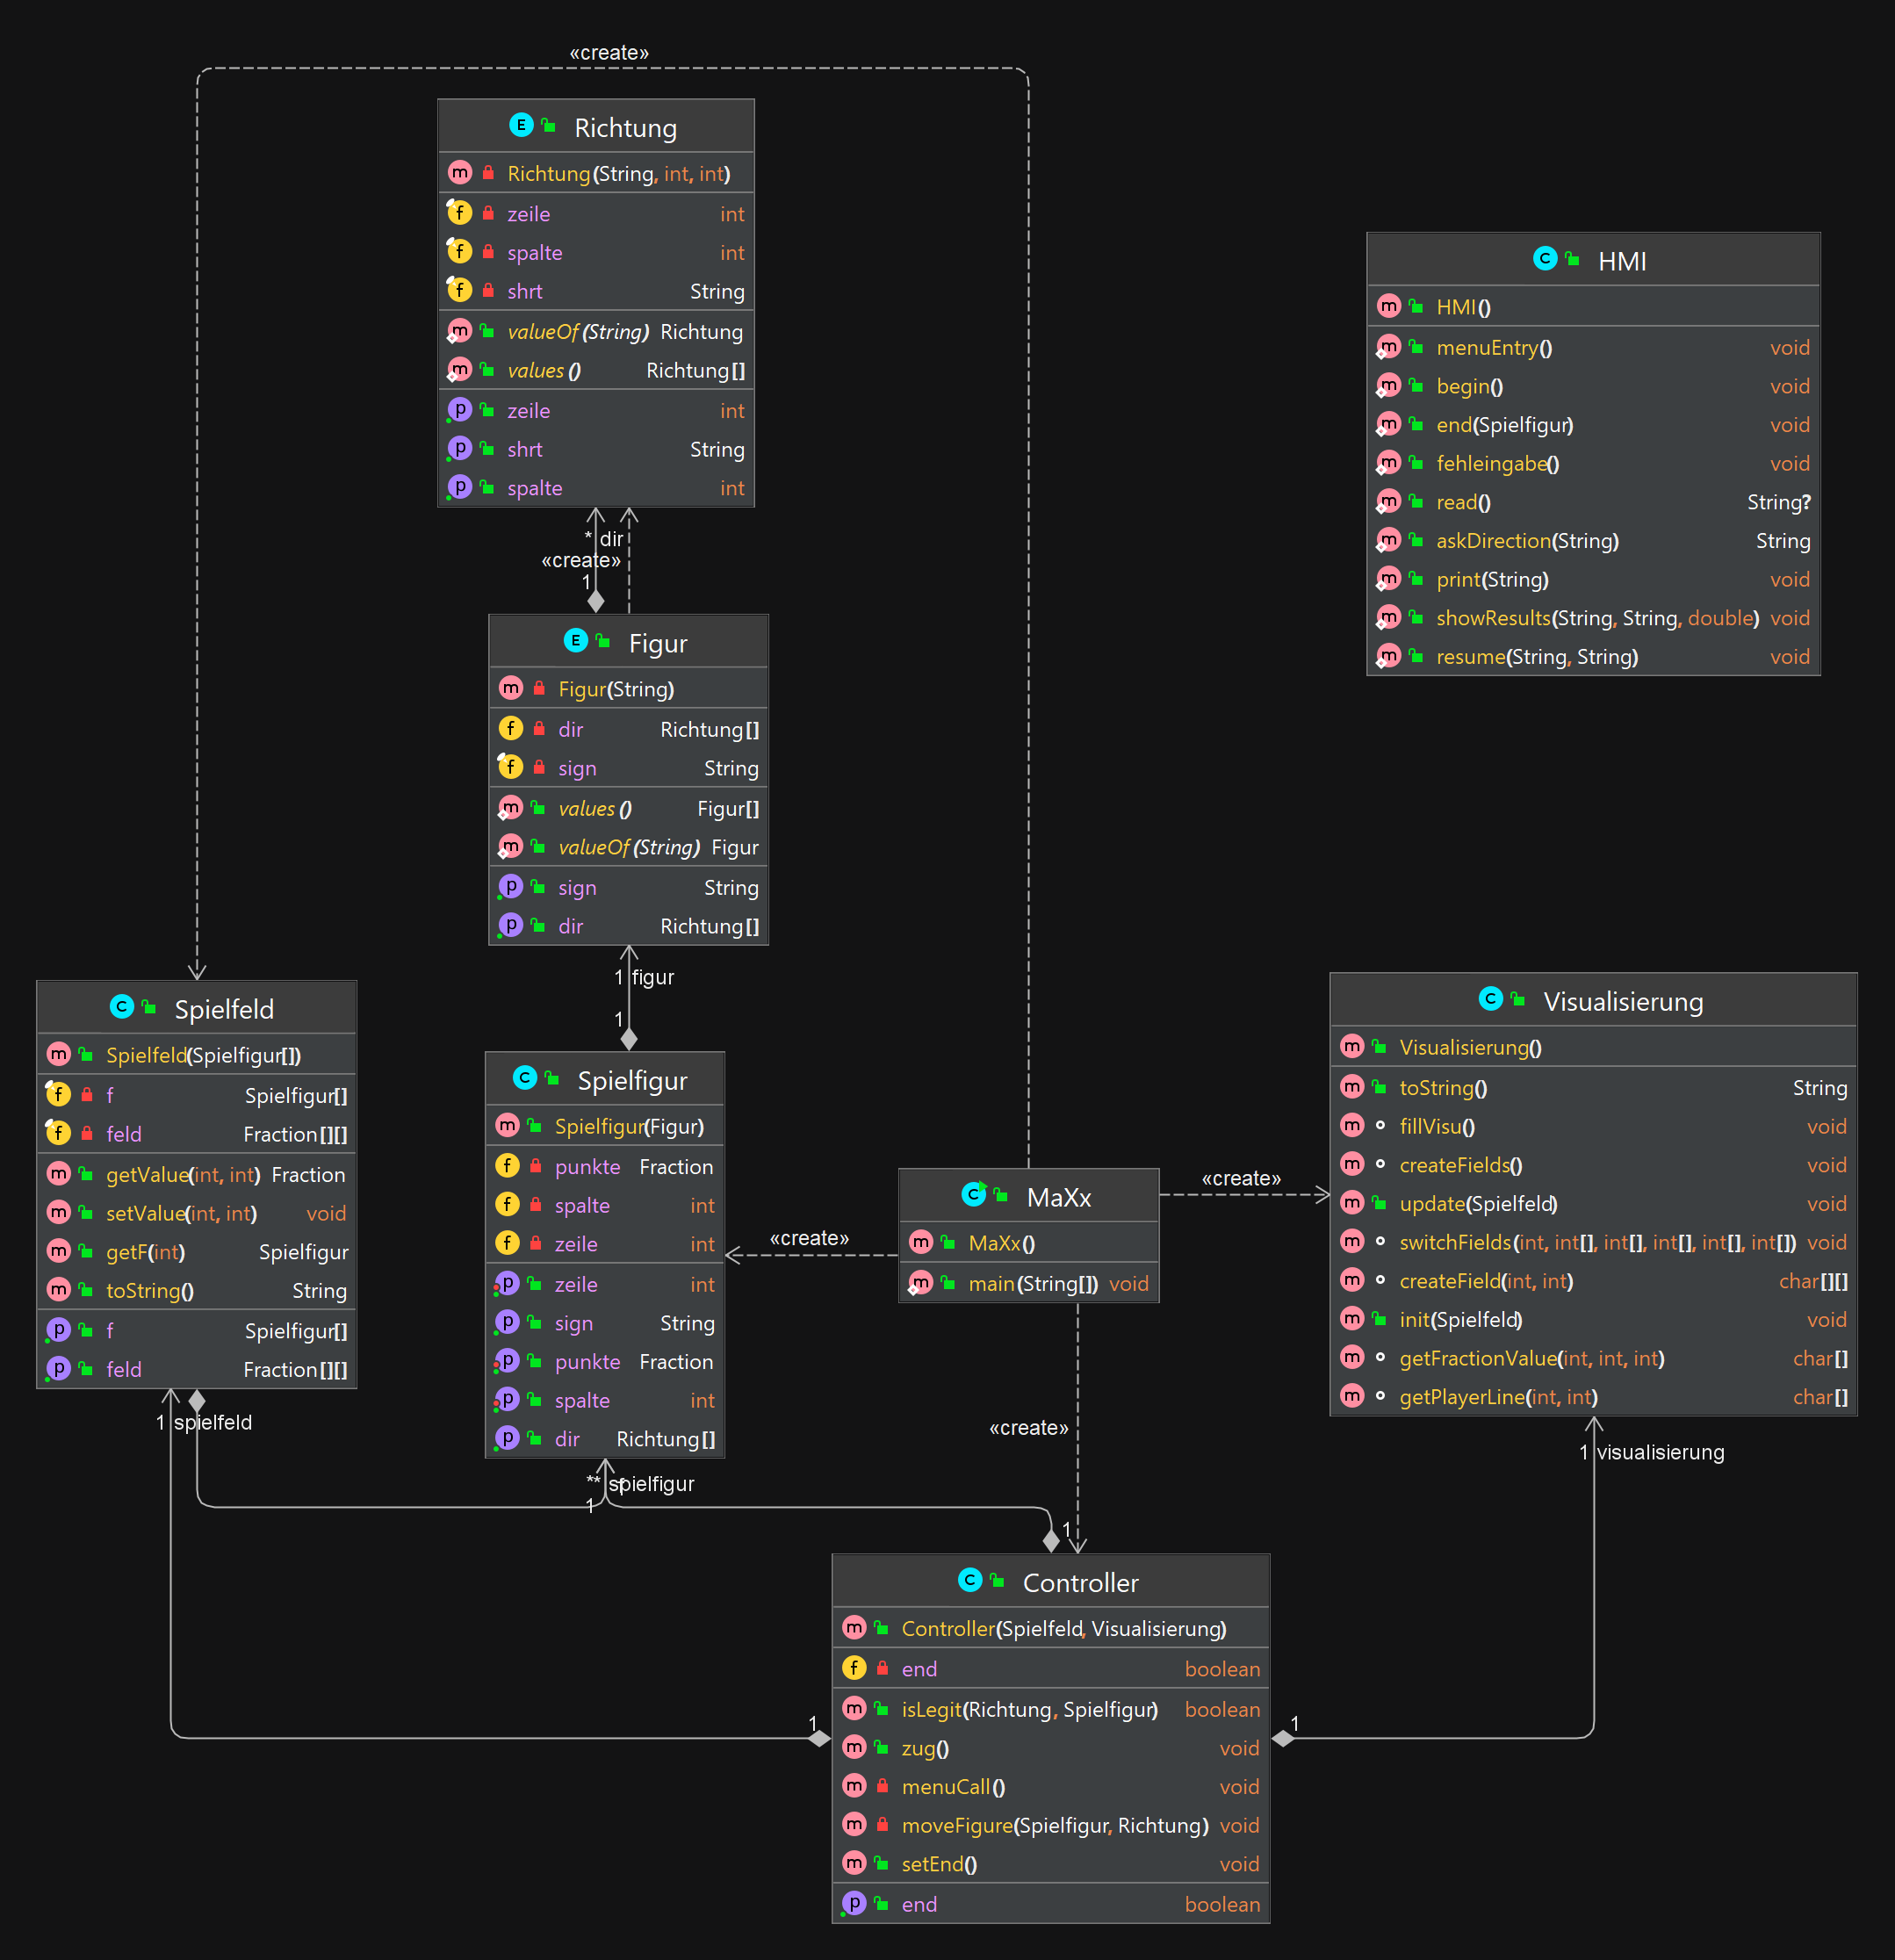 «create»
Richtung
Richtung(String, int, int)
zeile int
spalte int
shrt String
valueOf(String) Richtung
values() Richtung[]
zeile int
shrt String
spalte int
* dir
«create»
1
HMI
HMI()
menuEntry() void
begin() void
end(Spielfigur) void
fehleingabe() void
read() String?
askDirection(String) String
print(String) void
showResults(String, String, double) void
resume(String, String) void
Figur
Figur(String)
dir Richtung[]
sign String
values() Figur[]
valueOf(String) Figur
sign String
dir Richtung[]
1 figur
1
Spielfeld
Spielfeld(Spielfigur[])
f Spielfigur[]
feld Fraction[][]
getValue(int, int) Fraction
setValue(int, int) void
getF(int) Spielfigur
toString() String
f Spielfigur[]
feld Fraction[][]
1 spielfeld
Spielfigur
Spielfigur(Figur)
punkte Fraction
spalte int
zeile int
zeile int
sign String
punkte Fraction
spalte int
dir Richtung[]
** spielfigur
f
1
«create»
MaXx
MaXx()
main(String[]) void
«create»
«create»
1
Visualisierung
Visualisierung()
toString() String
fillVisu() void
createFields() void
update(Spielfeld) void
switchFields(int, int[], int[], int[], int[], int[]) void
createField(int, int) char[][]
init(Spielfeld) void
getFractionValue(int, int, int) char[]
getPlayerLine(int, int) char[]
1 visualisierung
Controller
Controller(Spielfeld, Visualisierung)
end boolean
isLegit(Richtung, Spielfigur) boolean
zug() void
menuCall() void
moveFigure(Spielfigur, Richtung) void
setEnd() void
end boolean
1
1